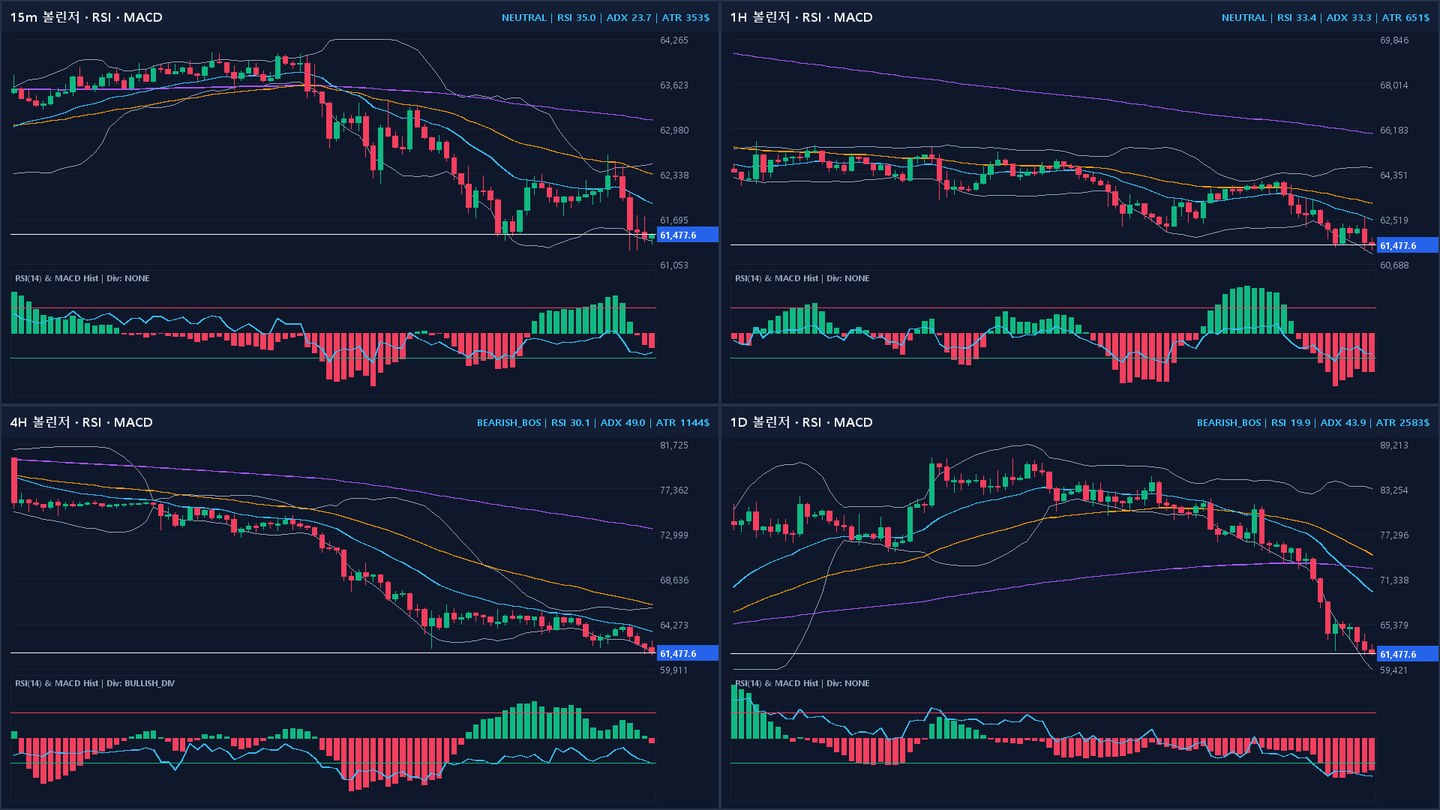 15m 볼린저 · RSI · MACD
NEUTRAL | RSI 35.0 | ADX 23.7 | ATR 353$
64,265
63,623
62,980
62,338
61,695
61,477.6
61,053
RSI(14) & MACD Hist | Div: NONE
1H 볼린저 · RSI · MACD
NEUTRAL | RSI 33.4 | ADX 33.3 | ATR 651$
69,846
68,014
66,183
64,351
62,519
61,477.6
60,688
RSI(14) & MACD Hist | Div: NONE
4H 볼린저 · RSI · MACD
BEARISH_BOS | RSI 30.1 | ADX 49.0 | ATR 1144$
81,725
77,362
72,999
68,636
64,273
61,477.6
59,911
RSI(14) & MACD Hist | Div: BULLISH_DIV
1D 볼린저 · RSI · MACD
BEARISH_BOS | RSI 19.9 | ADX 43.9 | ATR 2583$
89,213
83,254
77,296
71,338
65,379
61,477.6
59,421
RSI(14) & MACD Hist | Div: NONE